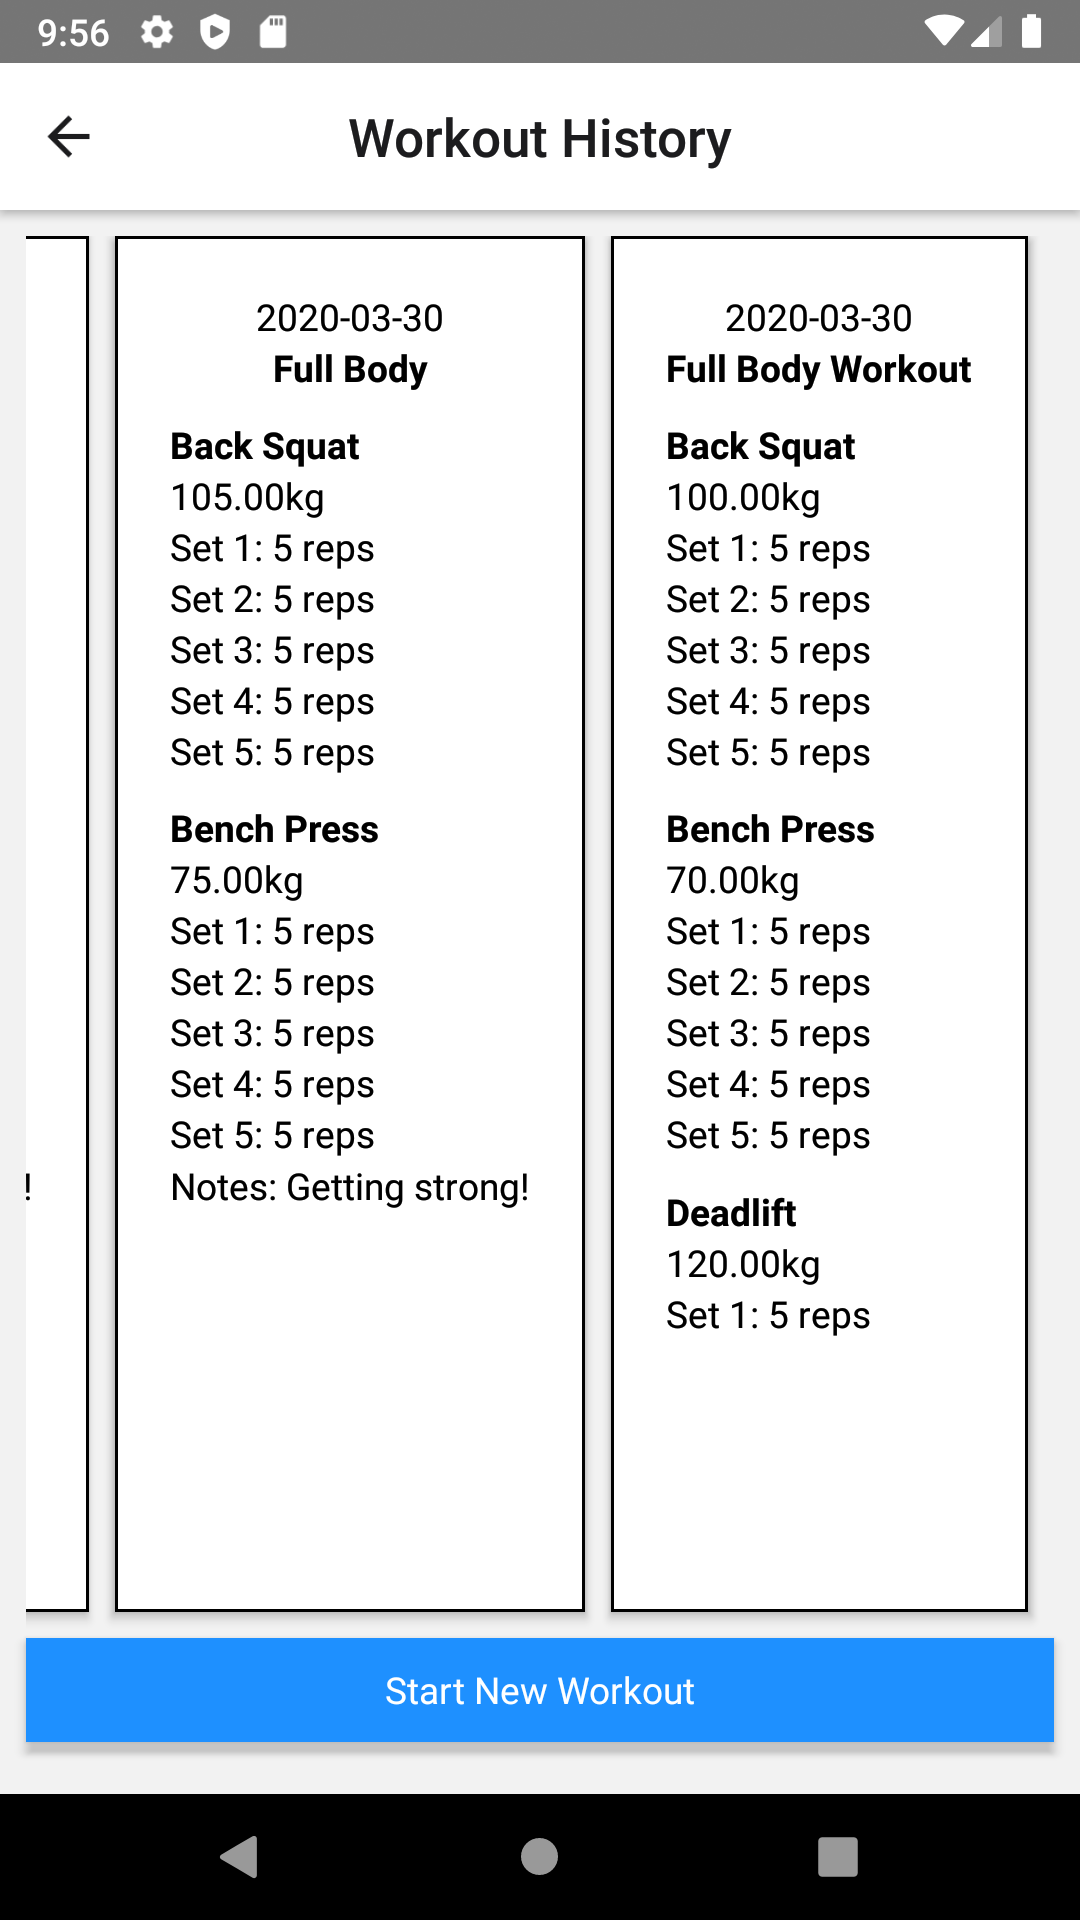 9:56
Workout History
!
2020-03-30
Full Body
Back Squat
105.00kg
Set 1: 5 reps
Set 2: 5 reps
Set 3: 5 reps
Set 4: 5 reps
Set 5: 5 reps
Bench Press
75.00kg
Set 1: 5 reps
Set 2: 5 reps
Set 3: 5 reps
Set 4: 5 reps
Set 5: 5 reps
Notes: Getting strong!
2020-03-30
Full Body Workout
Back Squat
100.00kg
Set 1: 5 reps
Set 2: 5 reps
Set 3: 5 reps
Set 4: 5 reps
Set 5: 5 reps
Bench Press
70.00kg
Set 1: 5 reps
Set 2: 5 reps
Set 3: 5 reps
Set 4: 5 reps
Set 5: 5 reps
Deadlift
120.00kg
Set 1: 5 reps
Start New Workout